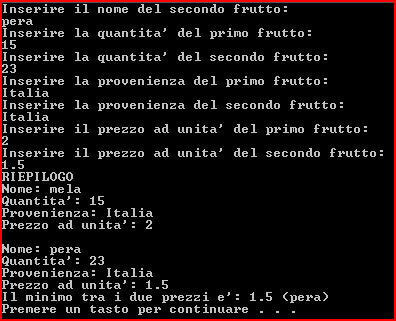 Inserire il nome del secondo frutto:
pera
Inserire la quantita' del primo frutto:
15
Inserire la quantita' del secondo frutto:
23
Inserire la provenienza del primo frutto:
Italia
Inserire la provenienza del secondo frutto:
Italia
Inserire il prezzo ad unita' del primo frutto:
2
Inserire il prezzo ad unita' del secondo frutto:
1.5
RIEPILOGO
Nome: mela
Quantita': 15
Provenienza: Italia
Prezzo ad unita': 2

Nome: pera
Quantita': 23
Provenienza: Italia
Prezzo ad unita': 1.5
Il minimo tra i due prezzi e': 1.5 (pera)
Premere un tasto per continuare . . .